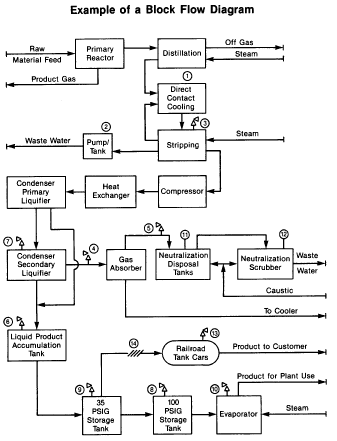 Example of a Block Flow Diagram
Raw
Material Feed
Primary
Reactor
Distillation
Off Gas
Steam
Product Gas
1
Direct
Contact
Cooling
2
3
Waste Water
Pump/
Tank
Stripping
Steam
Condenser
Primary
Liquifier
Heat
Exchanger
Compressor
7
4
5
11
12
Condenser
Secondary
Liquifier
Gas
Absorber
Neutralization
Disposal
Tanks
Neutralization
Scrubber
Waste
Water
Caustic
To Cooler
6
Liquid Product
Accumulation
Tank
14
13
Railroad
Tank Cars
Product to Customer
9
8
10
Product for Plant Use
35
PSIG
Storage
Tank
100
PSIG
Storage
Tank
Evaporator
Steam